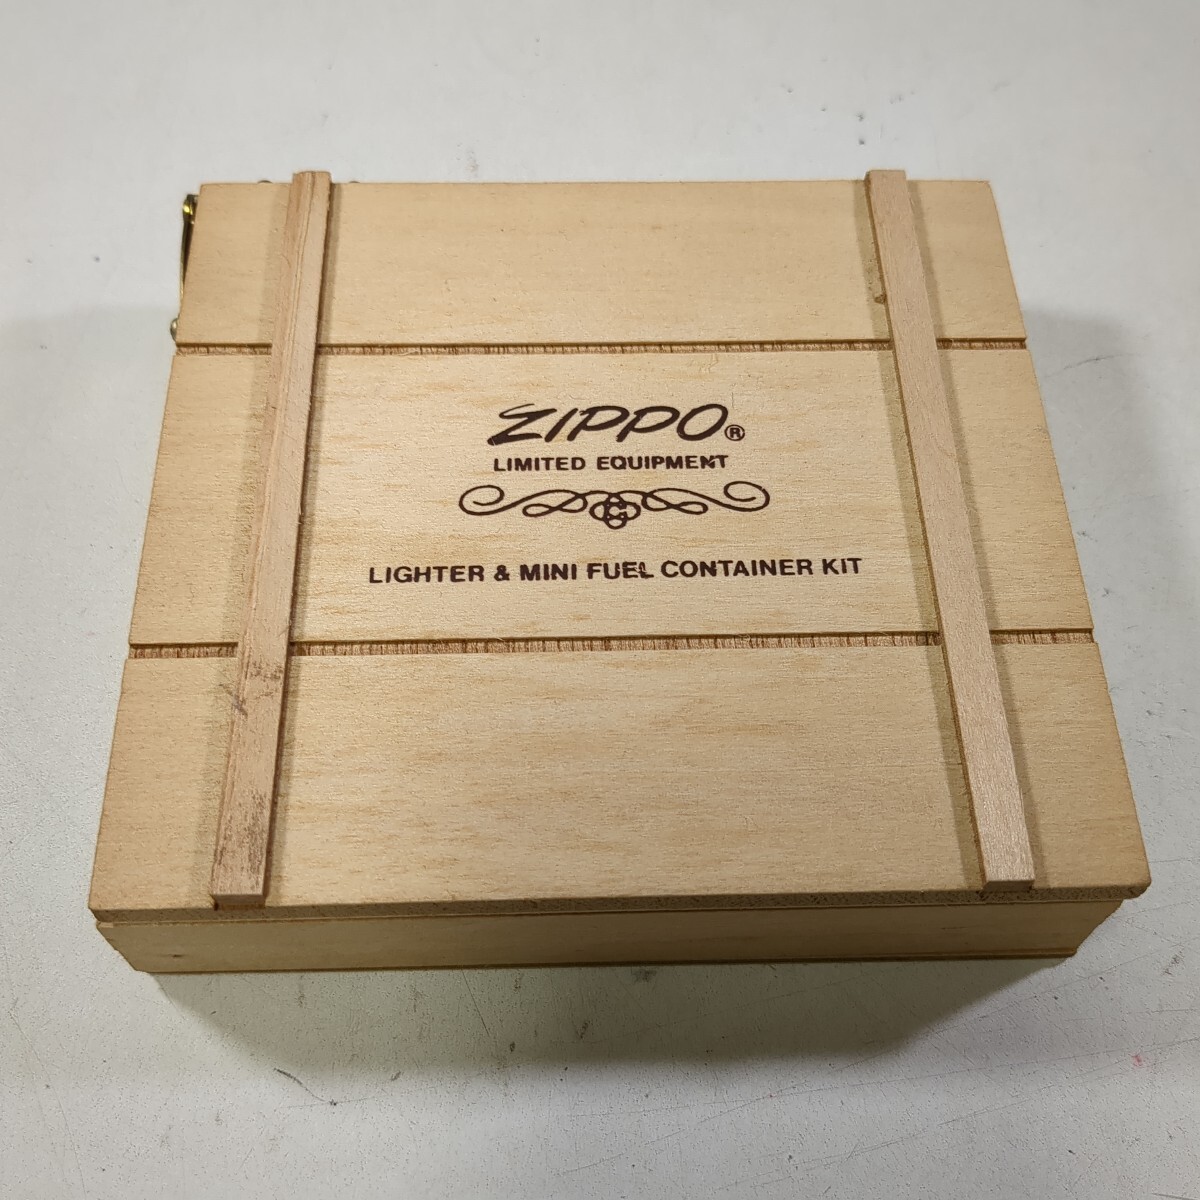 ZIPPO®
LIMITED EQUIPMENT
LIGHTER & MINI FUEL CONTAINER KIT